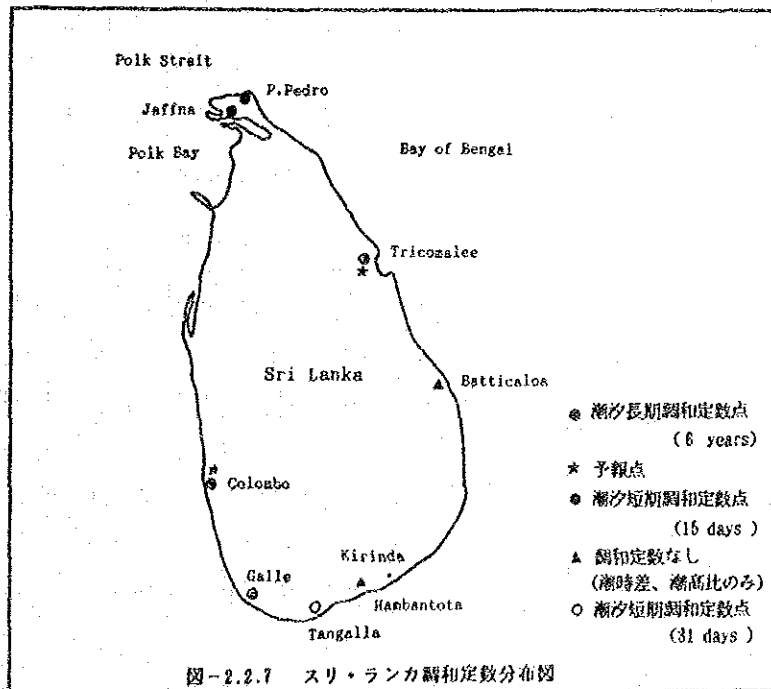 Polk Strait
P.Pedro
Jaffna
Polk Bay
Bay of Bengal
Tricomalee
Sri Lanka
Batticaloa
潮汐長期調和定数点
(6 years)
予報点
Colombo
潮汐短期調和定数点
(15 days)
Kirinda
調和定数なし
(潮時差、潮高比のみ)
Galle
Hambantota
潮汐短期調和定数点
(31 days)
Tangalla
図-2.2.7 スリ・ランカ調和定数分布図